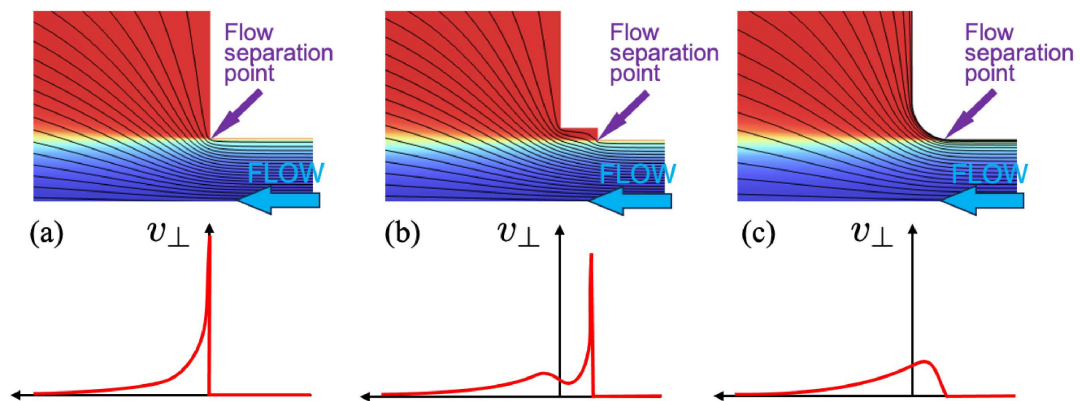 Flow
separation
point
FLOW
(a)
v⊥
Flow
separation
point
FLOW
(b)
v⊥
Flow
separation
point
FLOW
(c)
v⊥